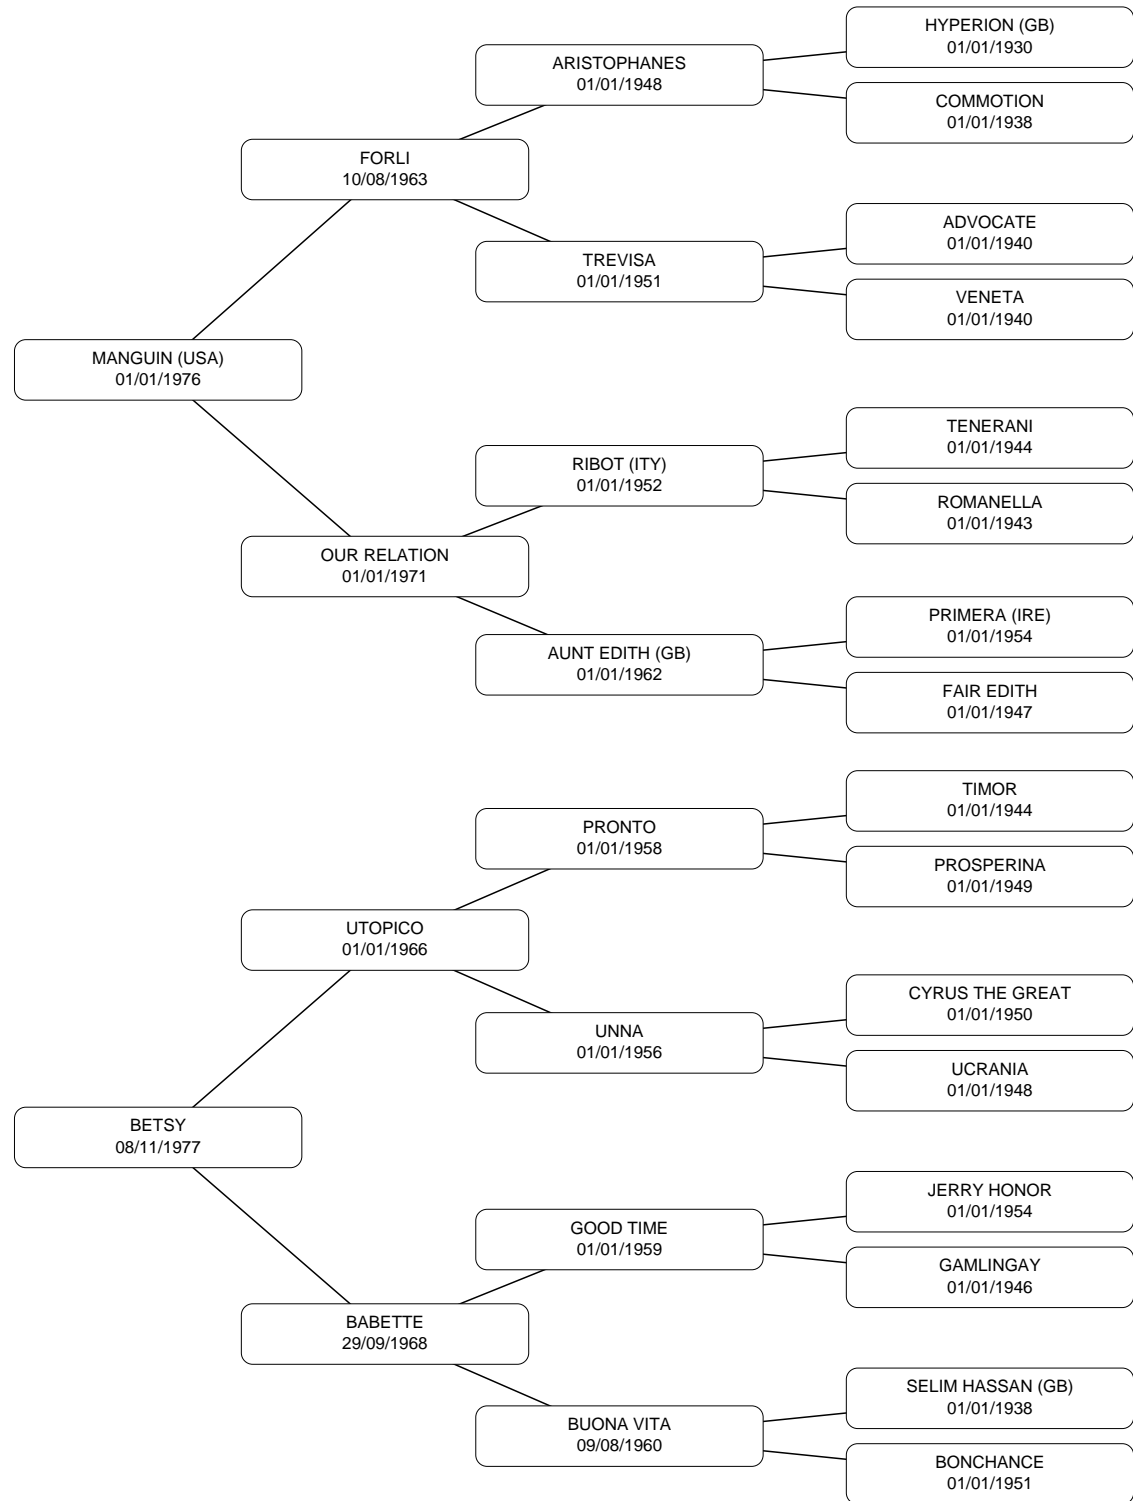 HYPERION (GB)
01/01/1930
ARISTOPHANES
01/01/1948
COMMOTION
01/01/1938
FORLI
10/08/1963
ADVOCATE
01/01/1940
TREVISA
01/01/1951
VENETA
01/01/1940
MANGUIN (USA)
01/01/1976
TENERANI
01/01/1944
RIBOT (ITY)
01/01/1952
ROMANELLA
01/01/1943
OUR RELATION
01/01/1971
PRIMERA (IRE)
01/01/1954
AUNT EDITH (GB)
01/01/1962
FAIR EDITH
01/01/1947
TIMOR
01/01/1944
PRONTO
01/01/1958
PROSPERINA
01/01/1949
UTOPICO
01/01/1966
CYRUS THE GREAT
01/01/1950
UNNA
01/01/1956
UCRANIA
01/01/1948
BETSY
08/11/1977
JERRY HONOR
01/01/1954
GOOD TIME
01/01/1959
GAMLINGAY
01/01/1946
BABETTE
29/09/1968
SELIM HASSAN (GB)
01/01/1938
BUONA VITA
09/08/1960
BONCHANCE
01/01/1951